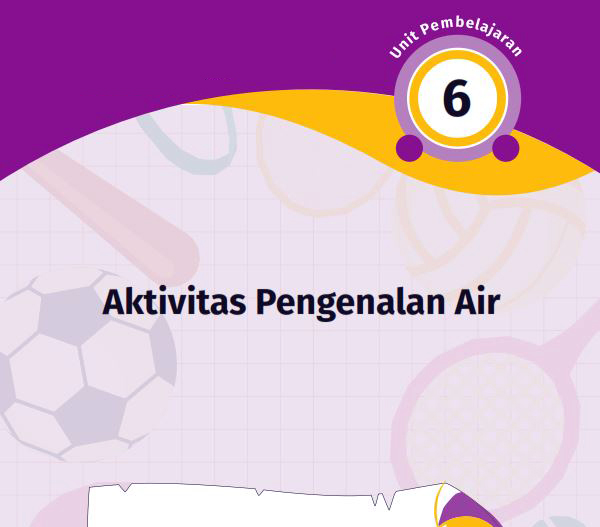 Unit Pembelajaran
6
Aktivitas Pengenalan Air